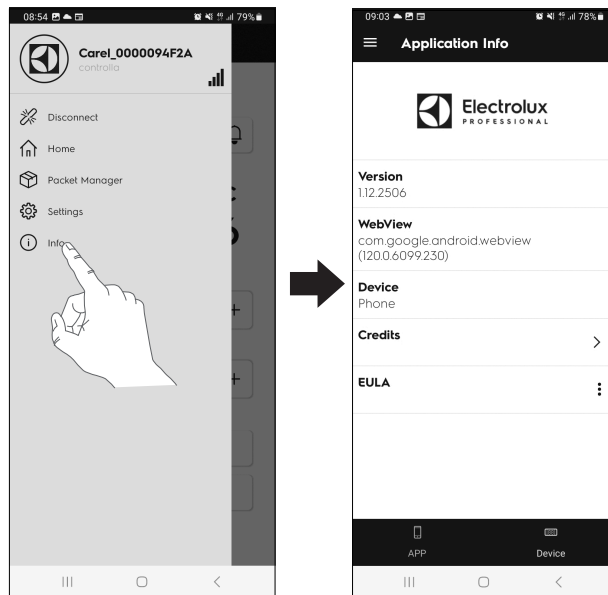 08:54 79%
Carel_0000094F2A
controlla
Disconnect
Home
Packet Manager
Settings
Info
09:03 78%
Application Info
Electrolux
PROFESSIONAL
Version
1.12.2506
WebView
com.google.android.webview
(120.0.6099.230)
Device
Phone
Credits
EULA
APP Device